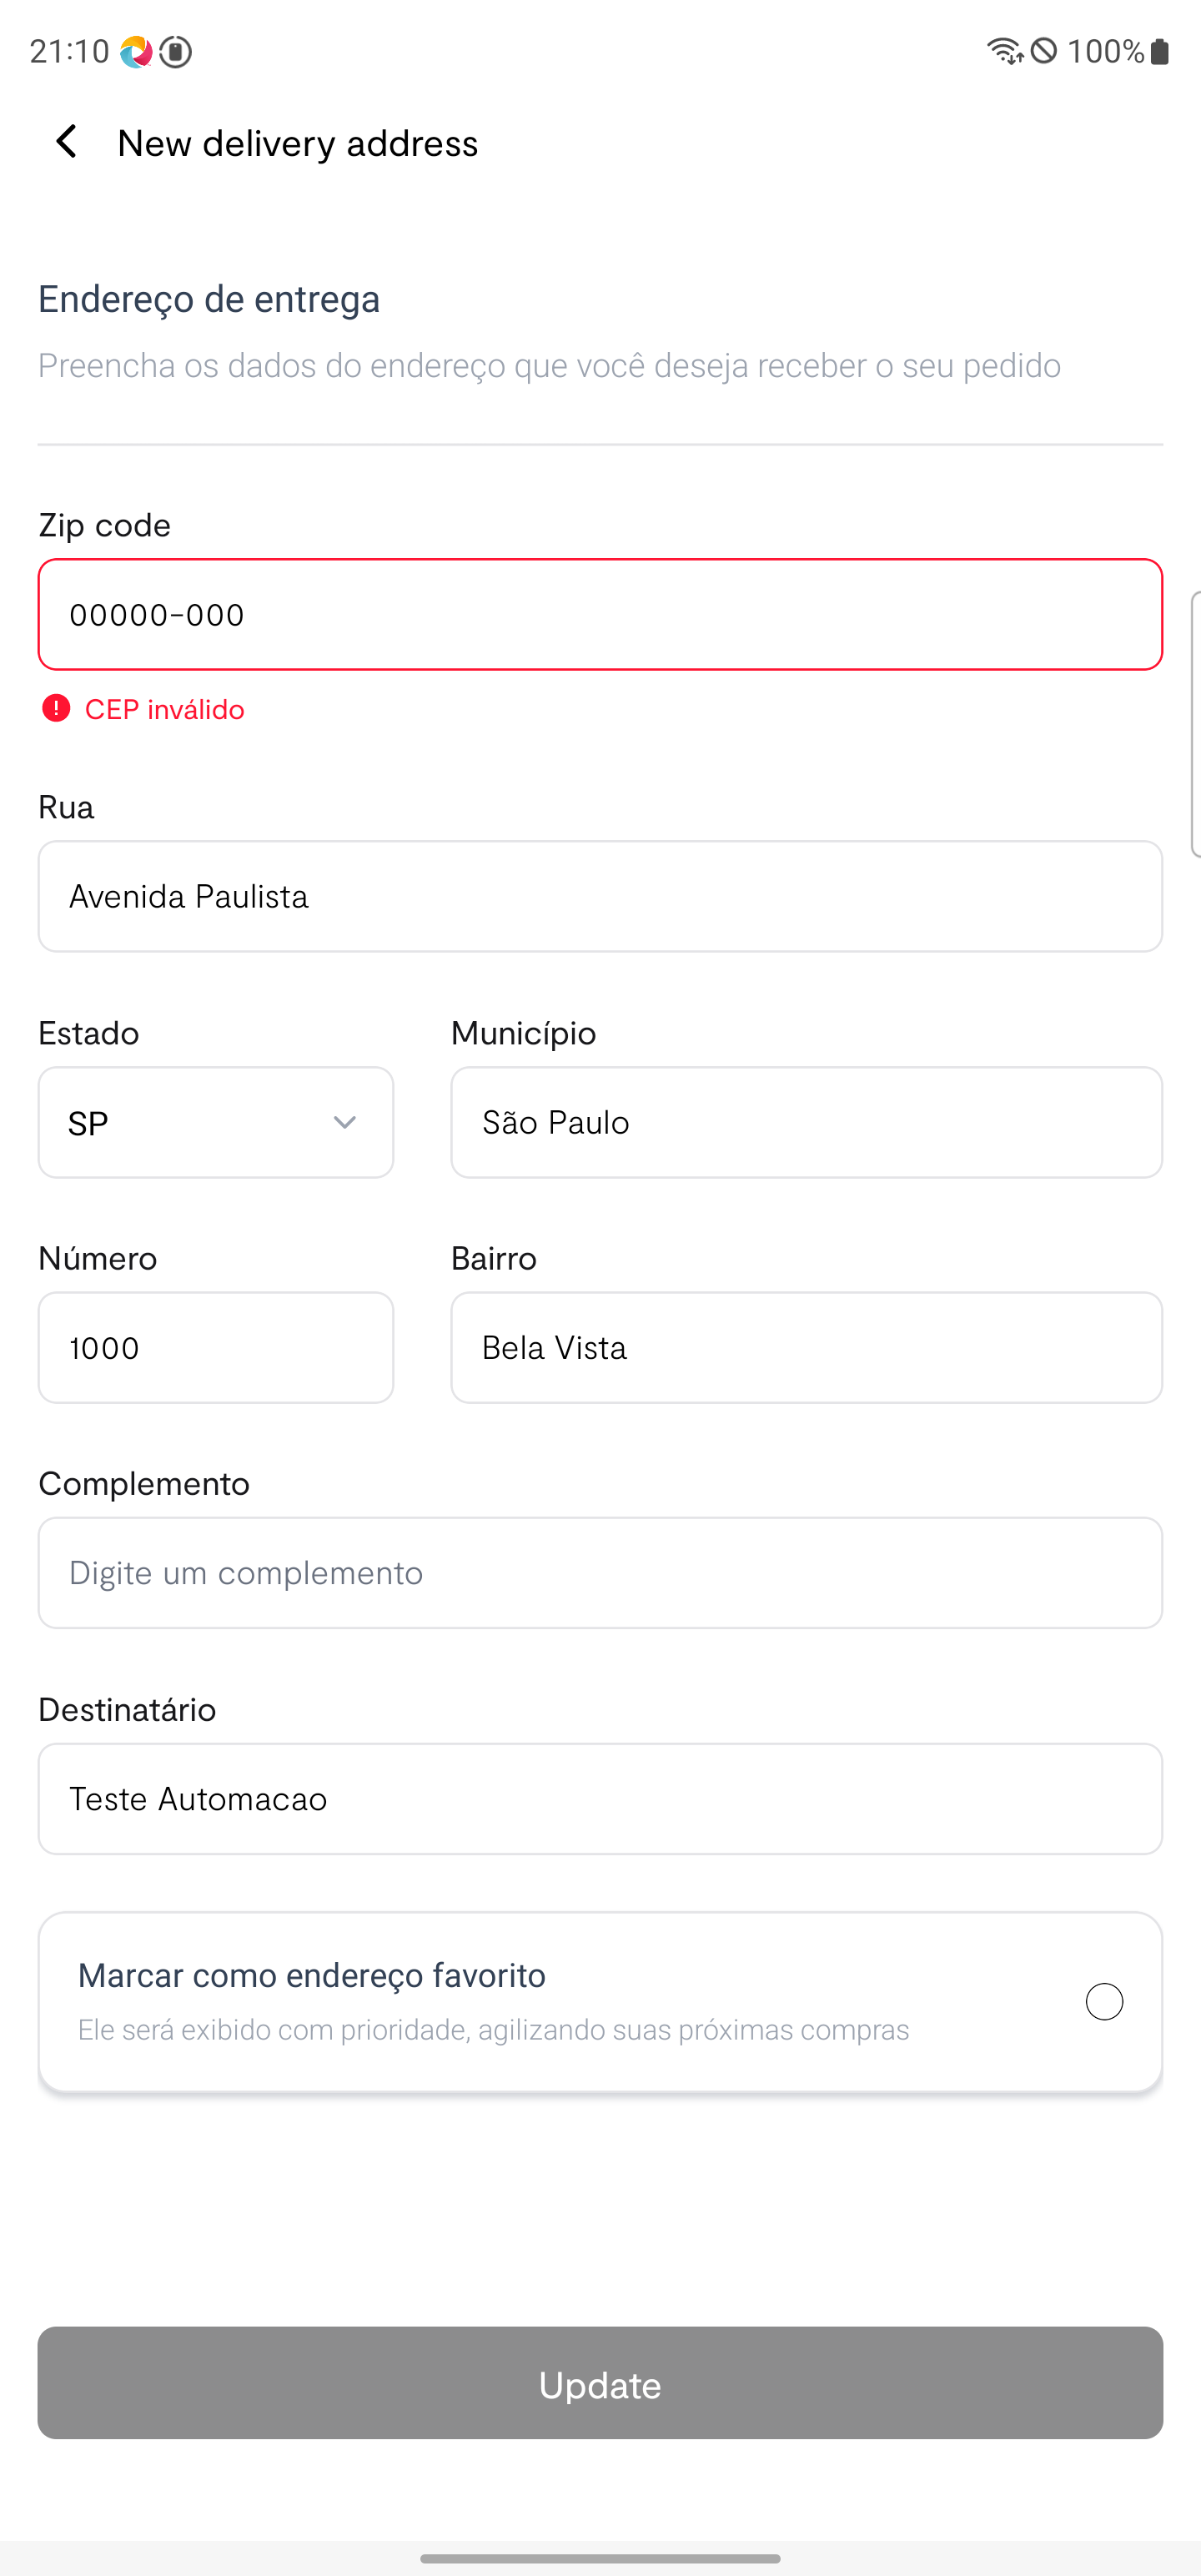 21:10 100%
New delivery address
Endereço de entrega
Preencha os dados do endereço que você deseja receber o seu pedido
Zip code
00000-000
CEP inválido
Rua
Avenida Paulista
Estado Município
SP São Paulo
Número Bairro
1000 Bela Vista
Complemento
Digite um complemento
Destinatário
Teste Automacao
Marcar como endereço favorito
Ele será exibido com prioridade, agilizando suas próximas compras
Update